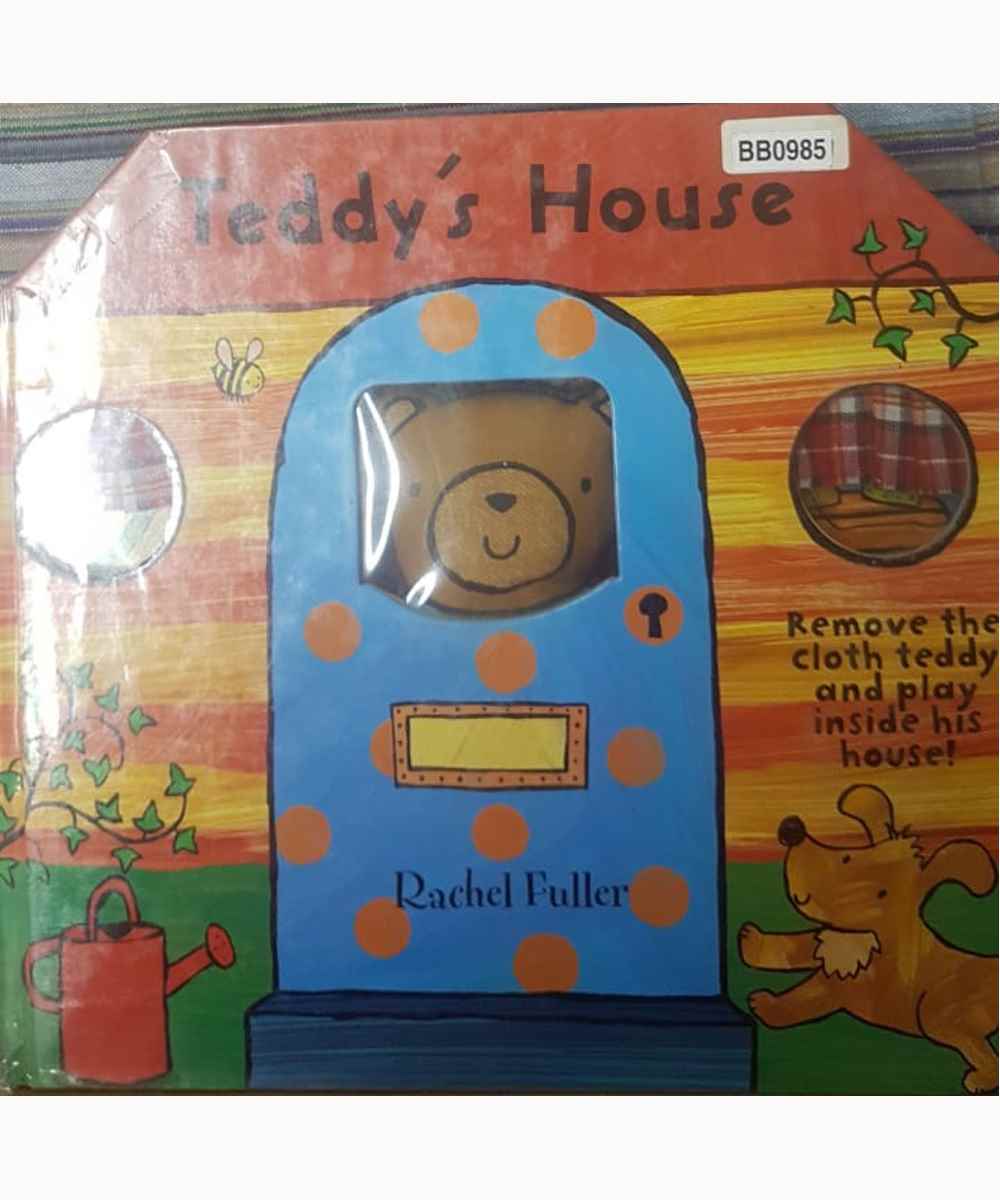 BB0985
Teddy's House
Remove the
cloth teddy
and play
inside his
house!
Rachel Fuller